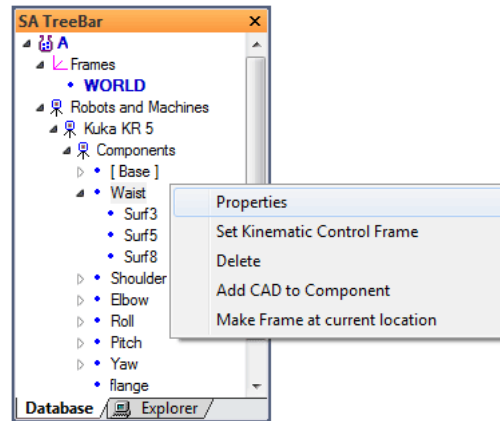 SA TreeBar
A
Frames
WORLD
Robots and Machines
Kuka KR 5
Components
[ Base ]
Waist
Surf3
Surf5
Surf8
Shoulder
Elbow
Roll
Pitch
Yaw
flange
Properties
Set Kinematic Control Frame
Delete
Add CAD to Component
Make Frame at current location
Database
Explorer